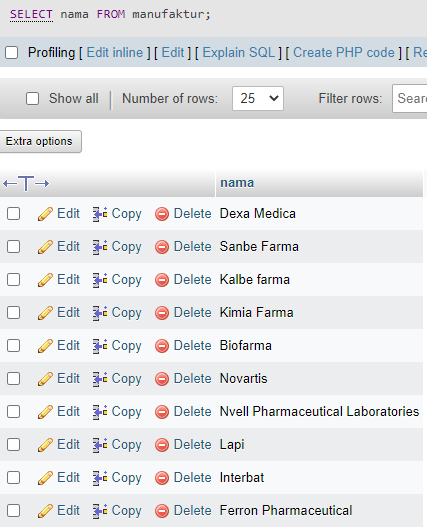 SELECT nama FROM manufaktur;
Profiling [ Edit inline ] [ Edit ] [ Explain SQL ] [ Create PHP code ] [ Re
Show all Number of rows: 25 Filter rows: Sear
Extra options
nama
Edit Copy Delete Dexa Medica
Edit Copy Delete Sanbe Farma
Edit Copy Delete Kalbe farma
Edit Copy Delete Kimia Farma
Edit Copy Delete Biofarma
Edit Copy Delete Novartis
Edit Copy Delete Nvell Pharmaceutical Laboratories
Edit Copy Delete Lapi
Edit Copy Delete Interbat
Edit Copy Delete Ferron Pharmaceutical